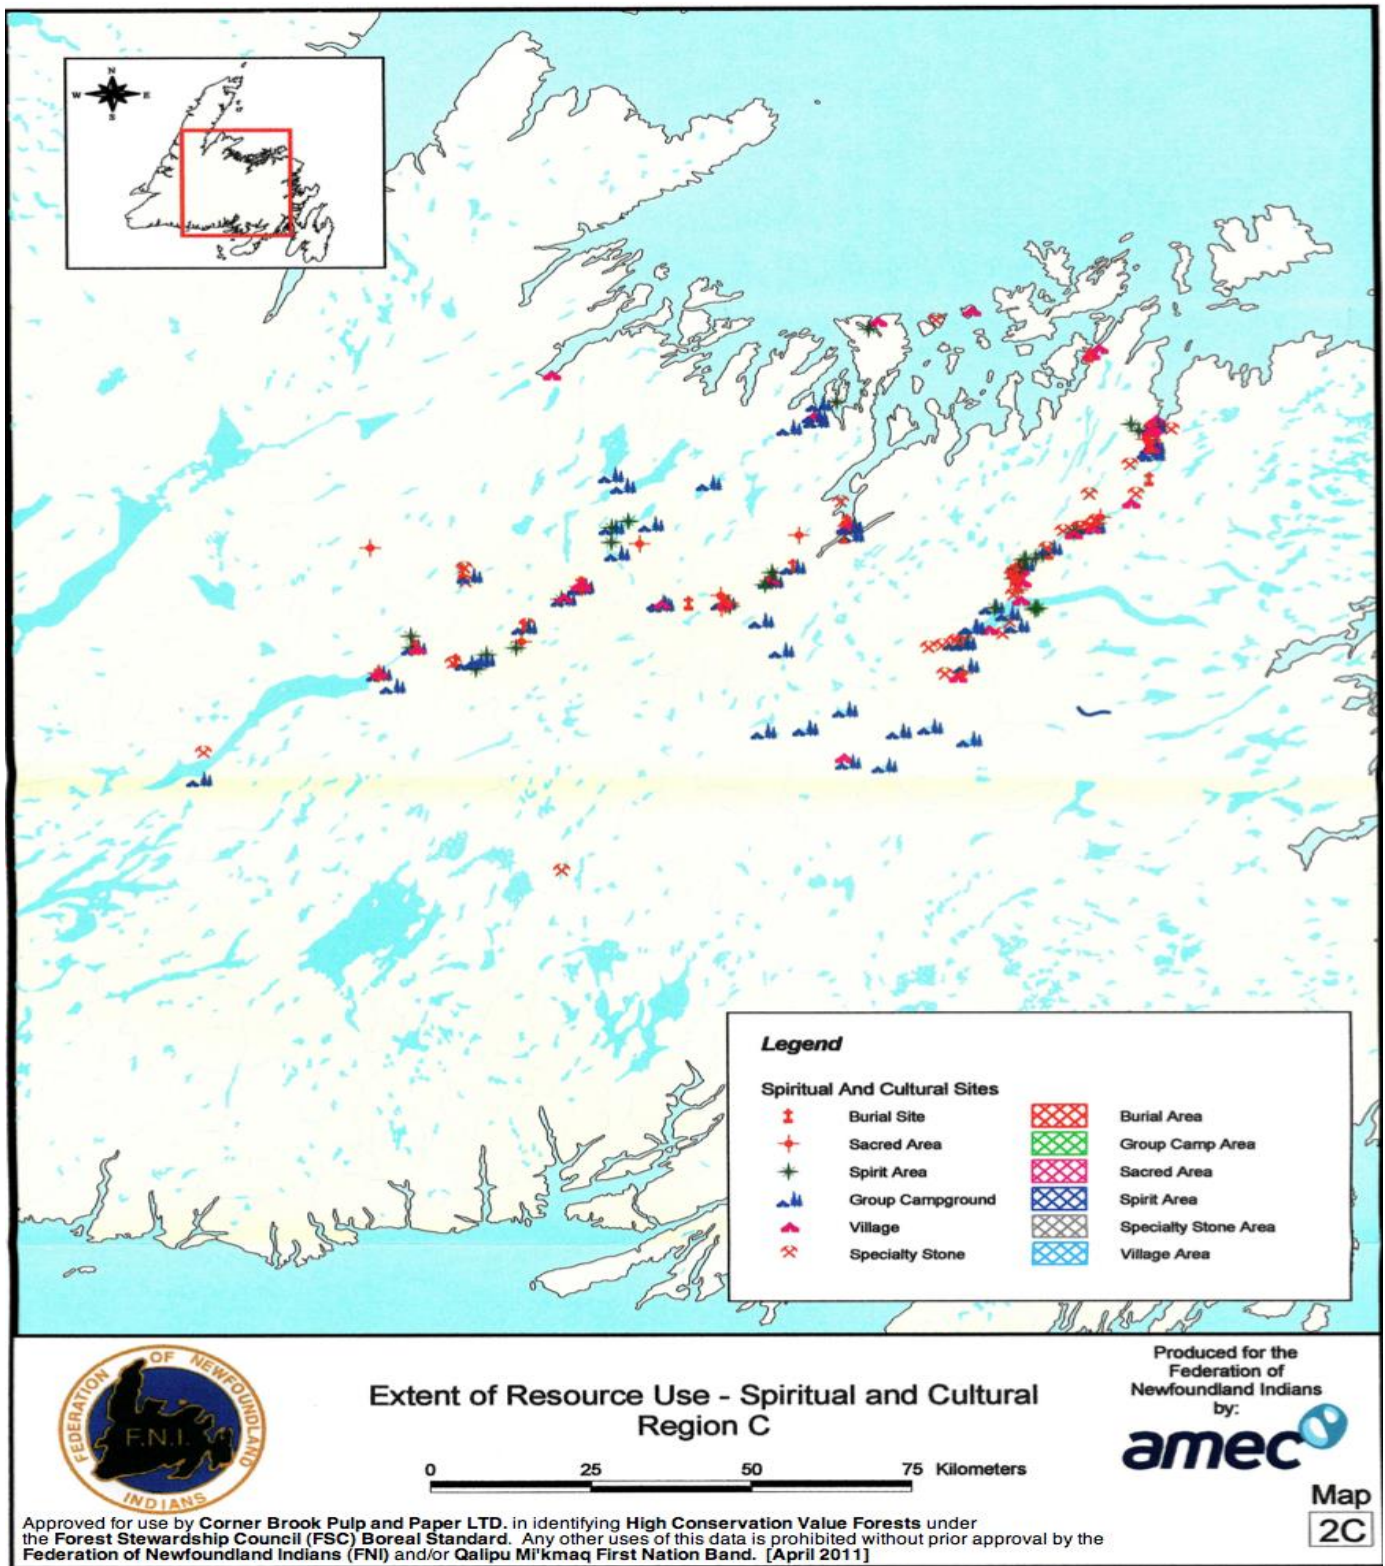 N
W E
S
Legend
Spiritual And Cultural Sites
Burial Site
Sacred Area
Spirit Area
Group Campground
Village
Specialty Stone
Burial Area
Group Camp Area
Sacred Area
Spirit Area
Specialty Stone Area
Village Area
FEDERATION OF NEWFOUNDLAND
F.N.I.
INDIANS
Extent of Resource Use - Spiritual and Cultural
Region C
0 25 50 75 Kilometers
Produced for the
Federation of
Newfoundland Indians
by:
amec
Map
2C
Approved for use by Corner Brook Pulp and Paper LTD. in identifying High Conservation Value Forests under
the Forest Stewardship Council (FSC) Boreal Standard. Any other uses of this data is prohibited without prior approval by the
Federation of Newfoundland Indians (FNI) and/or Qalipu Mi'kmaq First Nation Band. [April 2011]